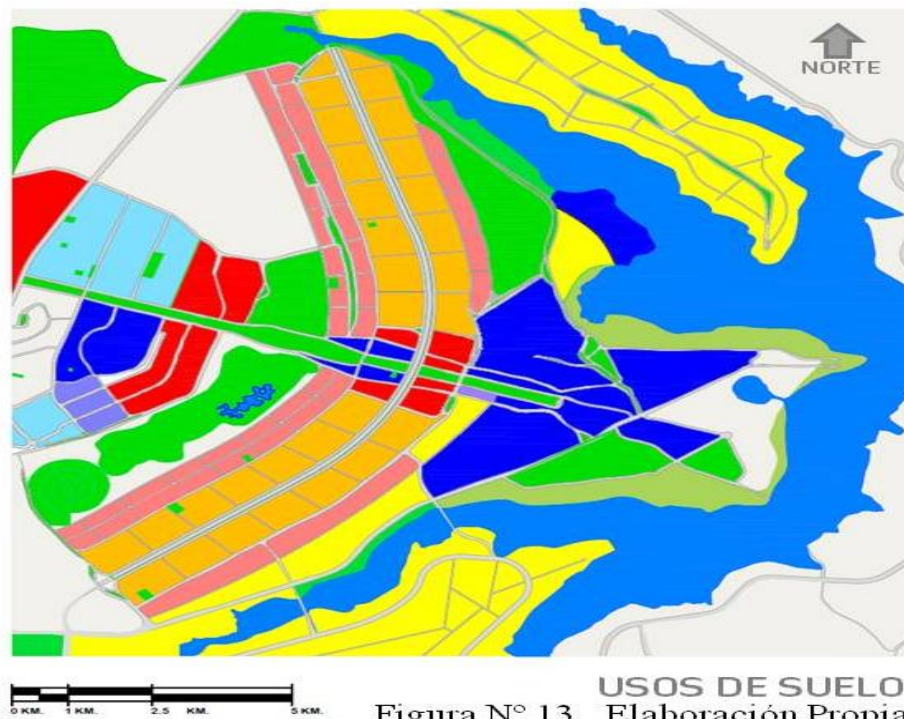 NORTE
USOS DE SUELO
0 KM. 1 KM. 2.5 KM. 5 KM.
Figura N° 13 Elaboración Propia